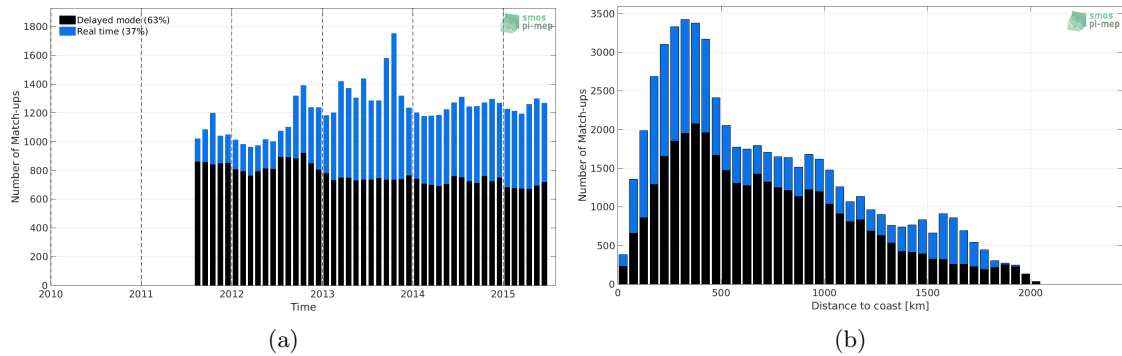 Delayed mode (63%)
Real time (37%)
smos
pi-mep
Number of Match-ups
1800
1600
1400
1200
1000
800
600
400
200
0
2010
2011
2012
2013
2014
2015
Time
(a)
smos
pi-mep
Number of Match-ups
3500
3000
2500
2000
1500
1000
500
0
0
500
1000
1500
2000
Distance to coast [km]
(b)